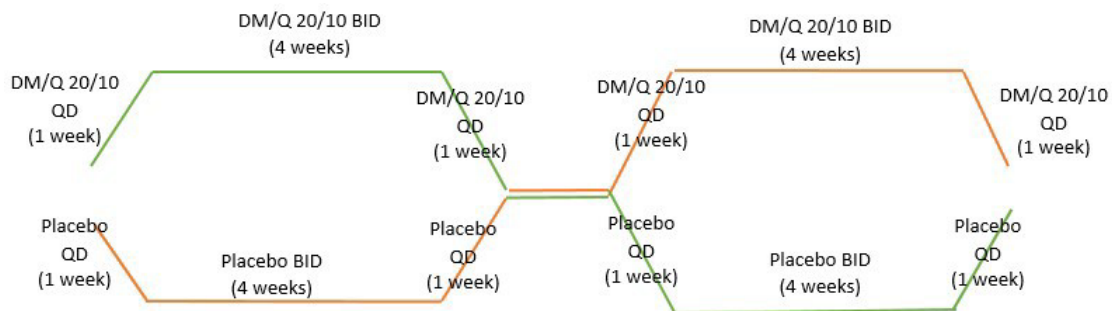 DM/Q 20/10 BID
(4 weeks)
DM/Q 20/10
QD
(1 week)
DM/Q 20/10
QD
(1 week)
DM/Q 20/10 BID
(4 weeks)
DM/Q 20/10
QD
(1 week)
DM/Q 20/10
QD
(1 week)
Placebo
QD
(1 week)
Placebo BID
(4 weeks)
Placebo
QD
(1 week)
Placebo
QD
(1 week)
Placebo BID
(4 weeks)
Placebo
QD
(1 week)